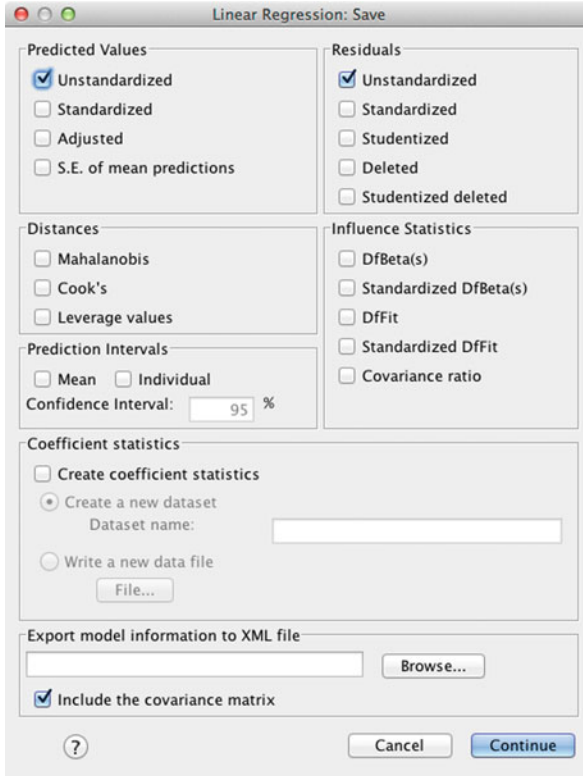 Linear Regression: Save
Predicted Values
Unstandardized
Standardized
Adjusted
S.E. of mean predictions
Residuals
Unstandardized
Standardized
Studentized
Deleted
Studentized deleted
Distances
Mahalanobis
Cook's
Leverage values
Influence Statistics
DfBeta(s)
Standardized DfBeta(s)
DfFit
Standardized DfFit
Covariance ratio
Prediction Intervals
Mean Individual
Confidence Interval: 95 %
Coefficient statistics
Create coefficient statistics
Create a new dataset
Dataset name:
Write a new data file
File...
Export model information to XML file
Browse...
Include the covariance matrix
? Cancel Continue